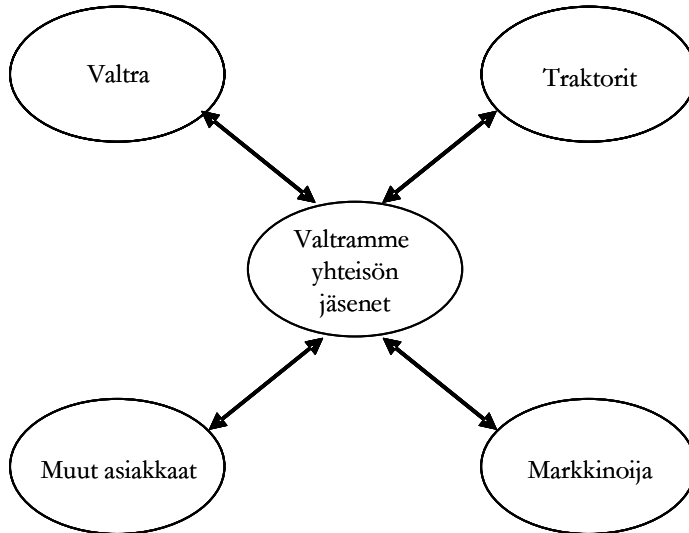 Valtra
Traktorit
Valtramme
yhteisön
jäsenet
Muut asiakkaat
Markkinoija